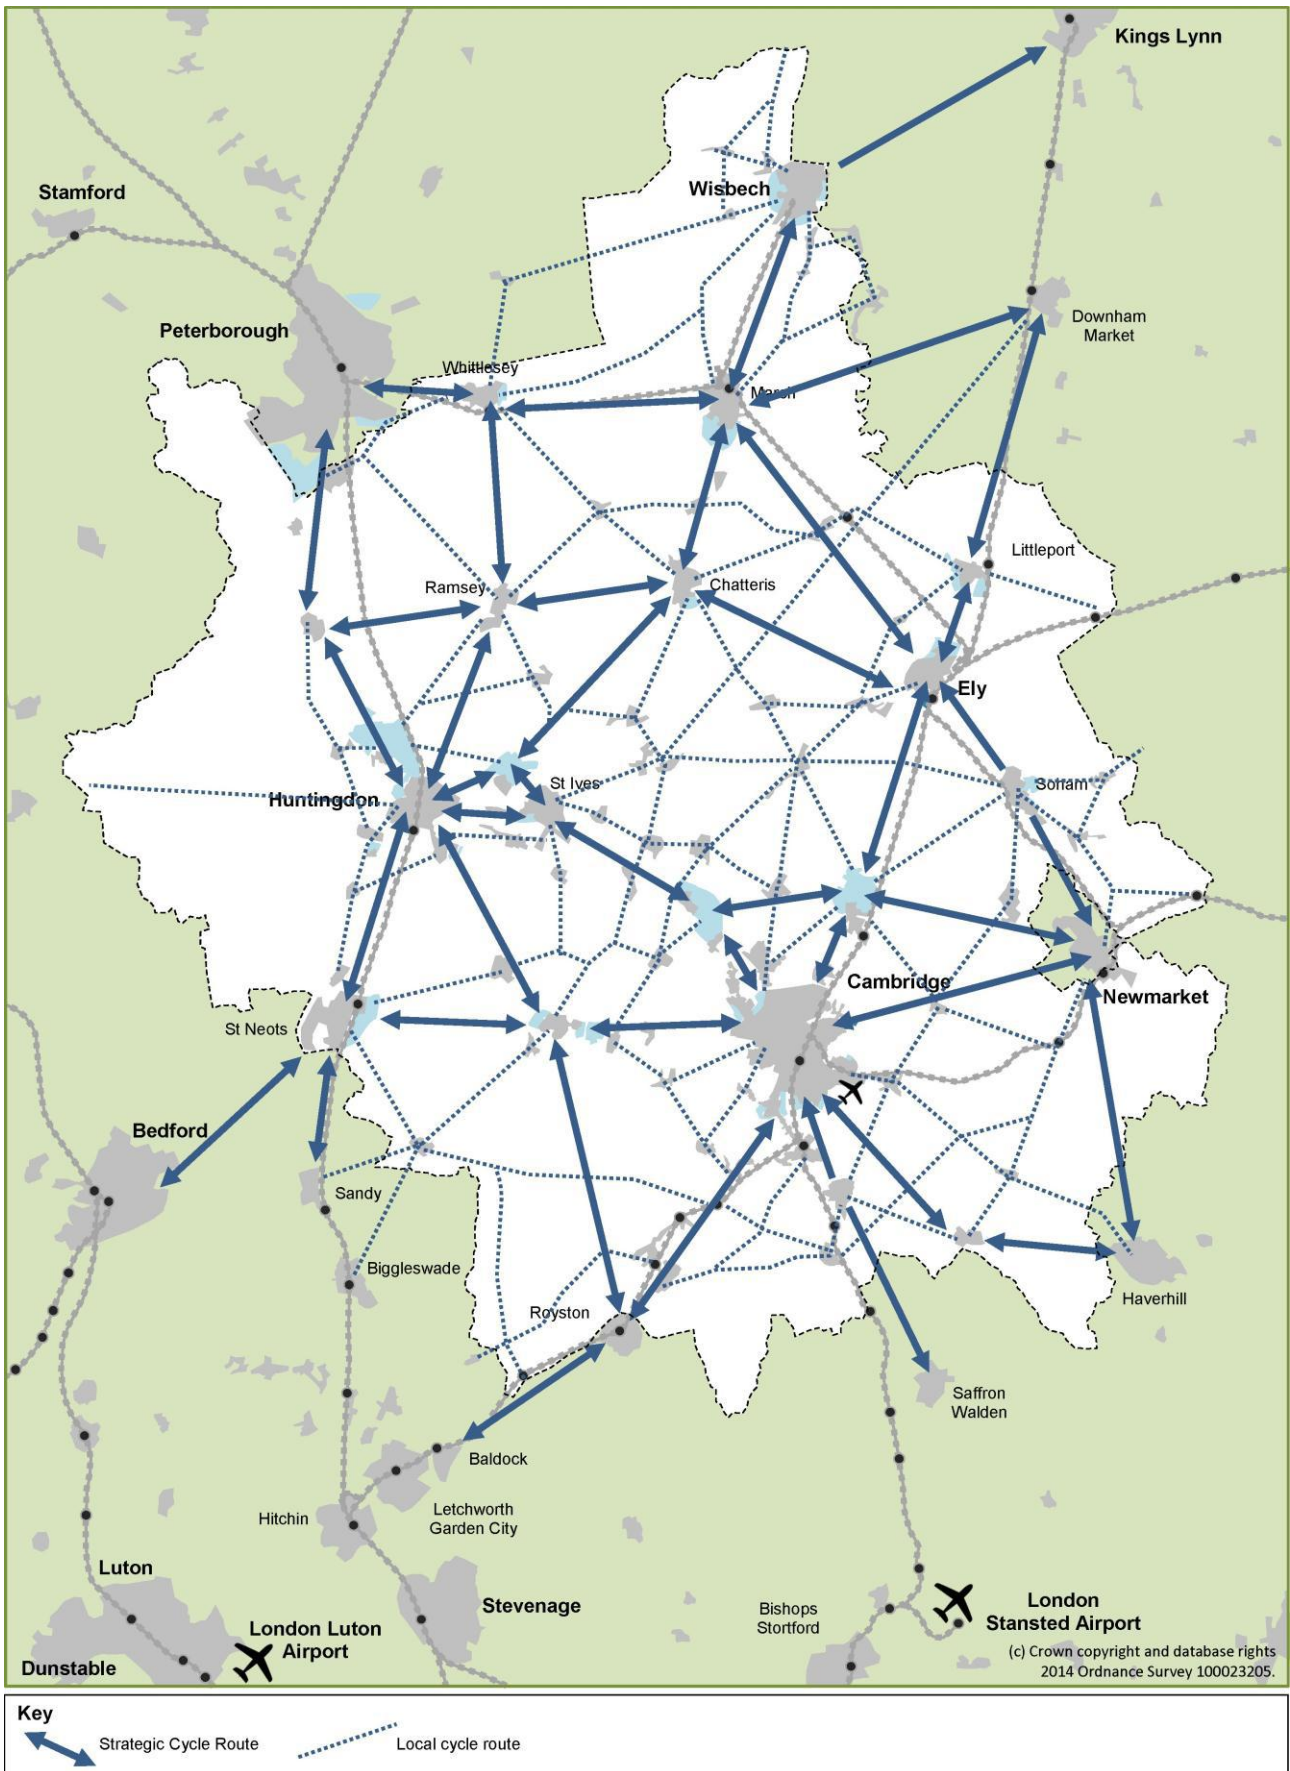 Kings Lynn
Stamford
Wisbech
Peterborough
Downham
Market
Whittlesey
March
Littleport
Ramsey
Chatteris
Ely
Huntingdon
St Ives
Soham
Cambridge
Newmarket
St Neots
Bedford
Sandy
Biggleswade
Royston
Haverhill
Saffron
Walden
Baldock
Letchworth
Garden City
Hitchin
Luton
Stevenage
London Luton
Airport
Dunstable
Bishops
Stortford
London
Stansted Airport
(c) Crown copyright and database rights
2014 Ordnance Survey 100023205.
Key
Strategic Cycle Route
Local cycle route